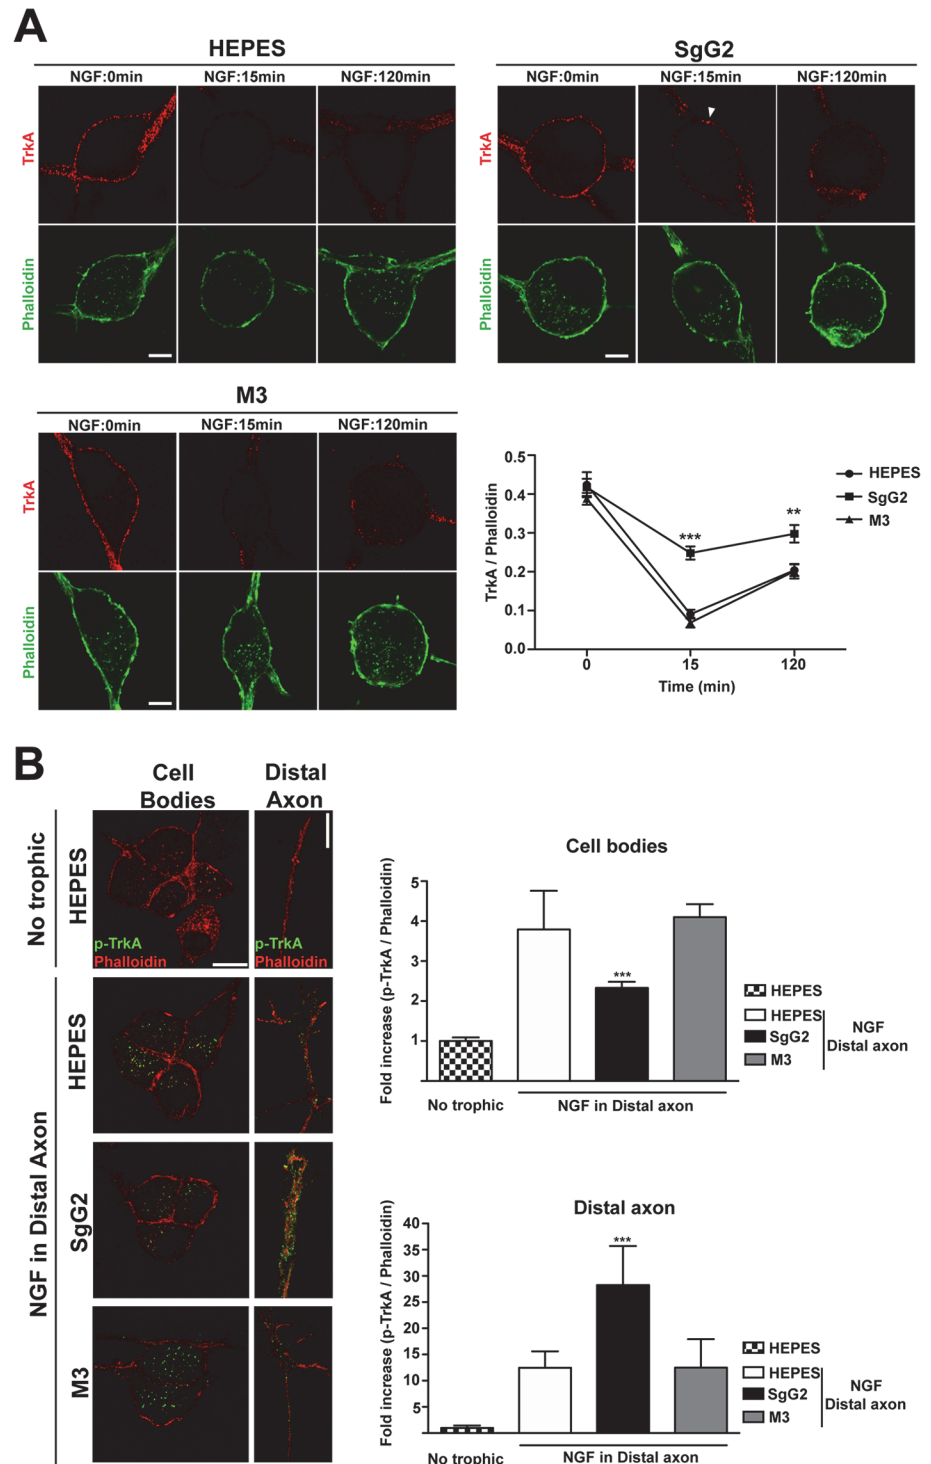 A
HEPES
NGF:0min NGF:15min NGF:120min
TrkA
Phalloidin
SgG2
NGF:0min NGF:15min NGF:120min
TrkA
Phalloidin
M3
NGF:0min NGF:15min NGF:120min
TrkA
Phalloidin
TrkA / Phalloidin
0.5
0.4
0.3
0.2
0.1
0.0
***
**
0 15 120
Time (min)
HEPES
SgG2
M3
B
Cell
Bodies
Distal
Axon
No trophic
HEPES
p-TrkA
Phalloidin
p-TrkA
Phalloidin
NGF in Distal Axon
HEPES
SgG2
M3
Cell bodies
Fold increase (p-TrkA / Phalloidin)
5
4
3
2
1
***
No trophic
NGF in Distal axon
HEPES
HEPES
SgG2
M3
NGF
Distal axon
Distal axon
Fold increase (p-TrkA / Phalloidin)
40
35
30
25
20
15
10
5
***
No trophic
NGF in Distal axon
HEPES
HEPES
SgG2
M3
NGF
Distal axon